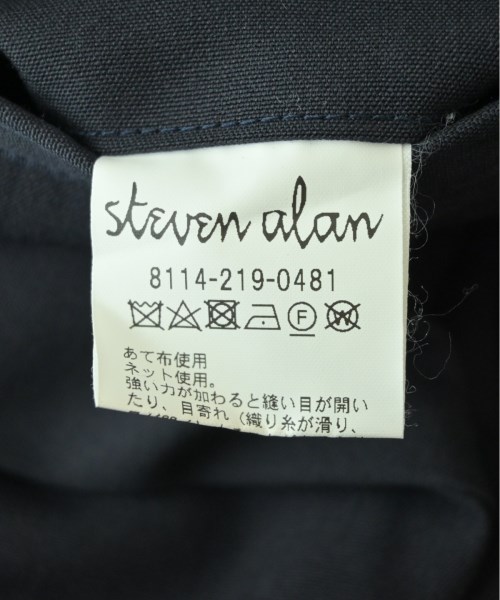 steven alan
8114-219-0481
あて布使用
ネット使用。
強い力が加わると縫い目が開い
たり、目寄れ（織り糸が滑り、